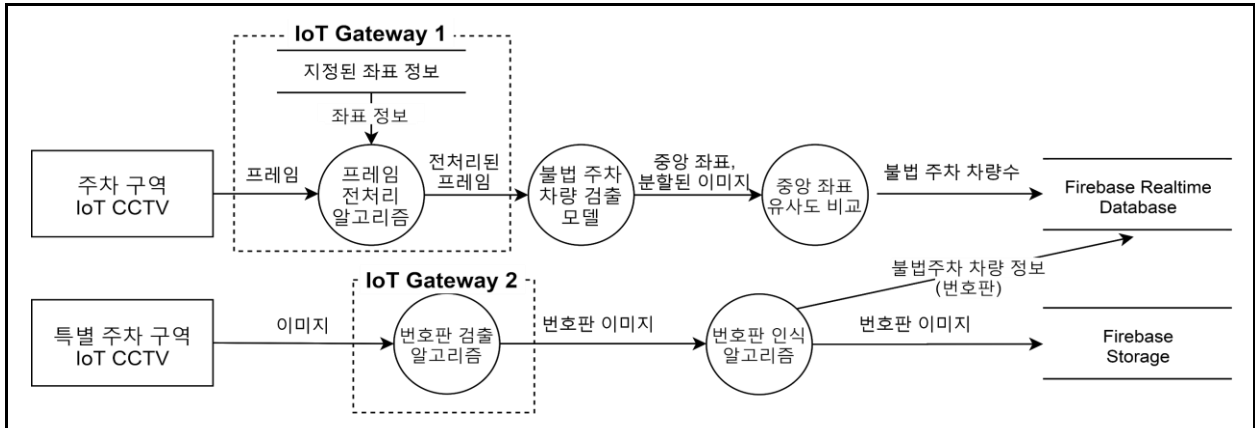 IoT Gateway 1
지정된 좌표 정보
좌표 정보
주차 구역
IoT CCTV
프레임
프레임
전처리
알고리즘
전처리된
프레임
불법 주차
차량 검출
모델
중앙 좌표,
분할된 이미지
중앙 좌표
유사도 비교
불법 주차 차량수
Firebase Realtime
Database
불법주차 차량 정보
(번호판)
IoT Gateway 2
특별 주차 구역
IoT CCTV
이미지
번호판 검출
알고리즘
번호판 이미지
번호판 인식
알고리즘
번호판 이미지
Firebase
Storage